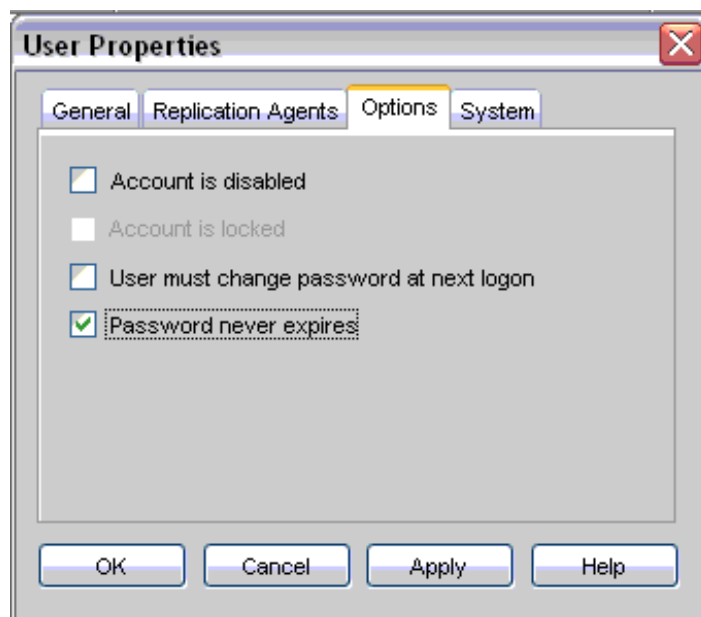 User Properties
General Replication Agents Options System
Account is disabled
Account is locked
User must change password at next logon
Password never expires
OK Cancel Apply Help